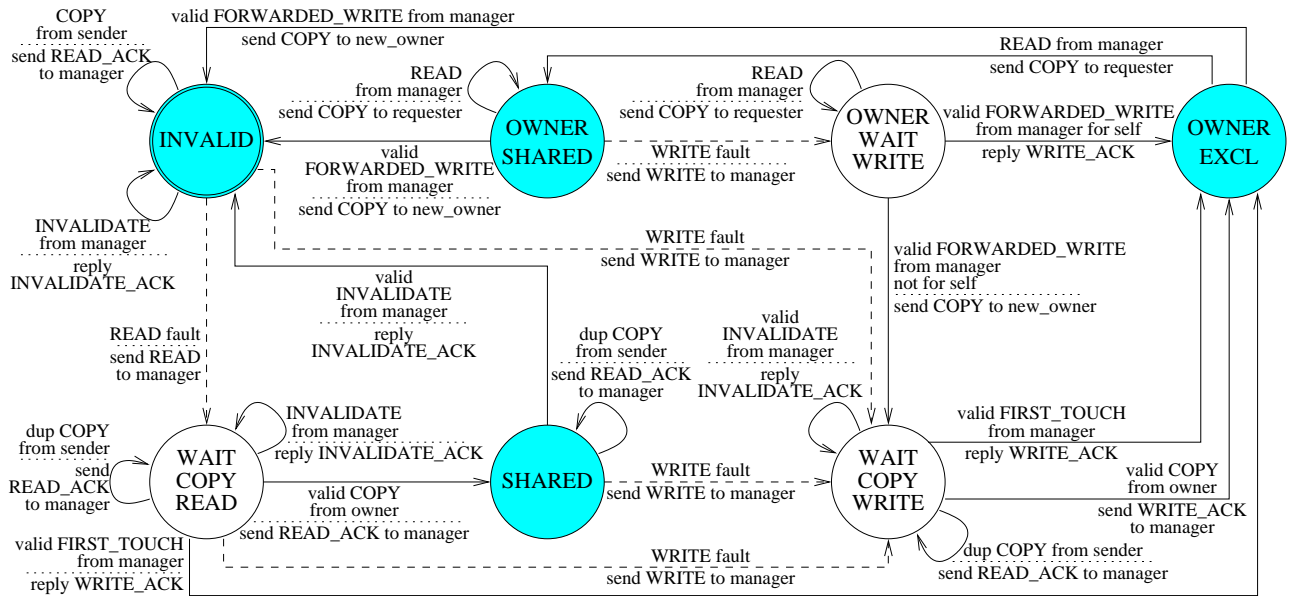 COPY
from sender
send READ_ACK
to manager
valid FORWARDED_WRITE from manager
send COPY to new_owner
READ from manager
send COPY to requester
READ
from manager
send COPY to requester
READ
from manager
send COPY to requester
INVALID
OWNER
SHARED
OWNER
WAIT
WRITE
OWNER
EXCL
valid FORWARDED_WRITE
from manager for self
reply WRITE_ACK
valid
FORWARDED_WRITE
from manager
send COPY to new_owner
WRITE fault
send WRITE to manager
INVALIDATE
from manager
reply
INVALIDATE_ACK
WRITE fault
send WRITE to manager
valid FORWARDED_WRITE
from manager
not for self
send COPY to new_owner
valid
INVALIDATE
from manager
reply
INVALIDATE_ACK
READ fault
send READ
to manager
dup COPY
from sender
send READ_ACK
to manager
valid
INVALIDATE
from manager
reply
INVALIDATE_ACK
dup COPY
from sender
send
READ_ACK
to manager
INVALIDATE
from manager
reply INVALIDATE_ACK
WAIT
COPY
READ
SHARED
WAIT
COPY
WRITE
valid FIRST_TOUCH
from manager
reply WRITE_ACK
valid COPY
from owner
send READ_ACK to manager
WRITE fault
send WRITE to manager
valid COPY
from owner
send WRITE_ACK
to manager
valid FIRST_TOUCH
from manager
reply WRITE_ACK
WRITE fault
send WRITE to manager
dup COPY from sender
send READ_ACK to manager